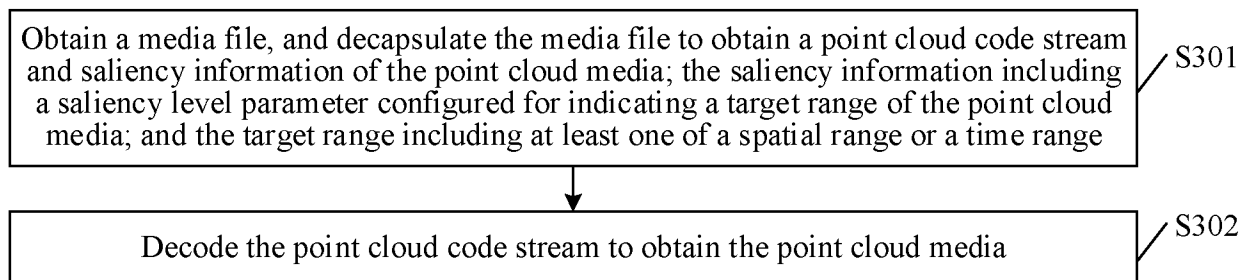 Obtain a media file, and decapsulate the media file to obtain a point cloud code stream
and saliency information of the point cloud media; the saliency information including
a saliency level parameter configured for indicating a target range of the point cloud
media; and the target range including at least one of a spatial range or a time range
S301
Decode the point cloud code stream to obtain the point cloud media
S302